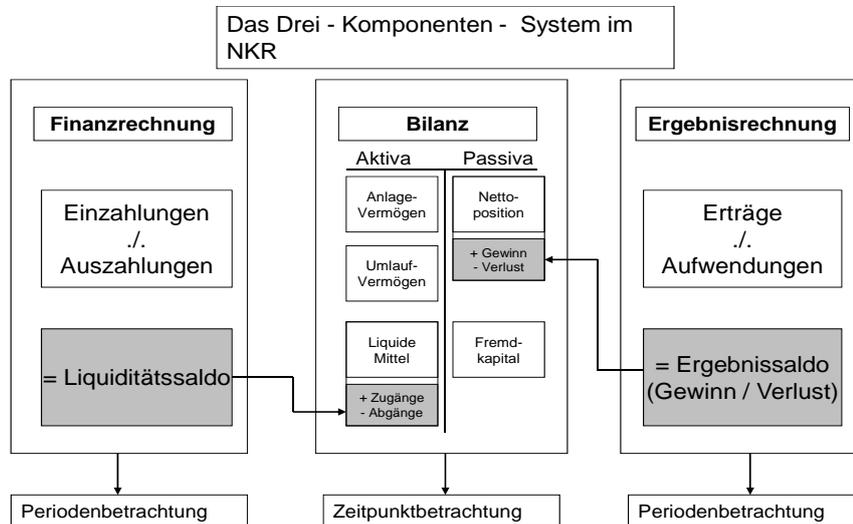 Das Drei - Komponenten -  System im
NKR
Finanzrechnung
Einzahlungen
./.
Auszahlungen
= Liquiditätssaldo
Periodenbetrachtung
Bilanz
Aktiva
Passiva
Anlage-
Vermögen
Umlauf-
Vermögen
Liquide
Mittel
+ Zugänge
- Abgänge
Netto-
position
+ Gewinn
- Verlust
Fremd-
kapital
Zeitpunktbetrachtung
Ergebnisrechnung
Erträge
./.
Aufwendungen
= Ergebnissaldo
(Gewinn / Verlust)
Periodenbetrachtung